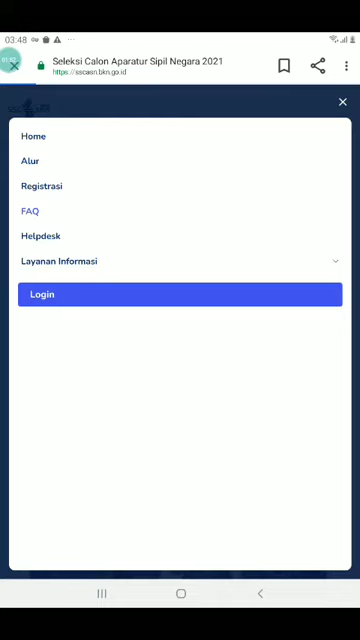 03:48
Seleksi Calon Aparatur Sipil Negara 2021
https://sscasn.bkn.go.id
Home
Alur
Registrasi
FAQ
Helpdesk
Layanan Informasi
Login